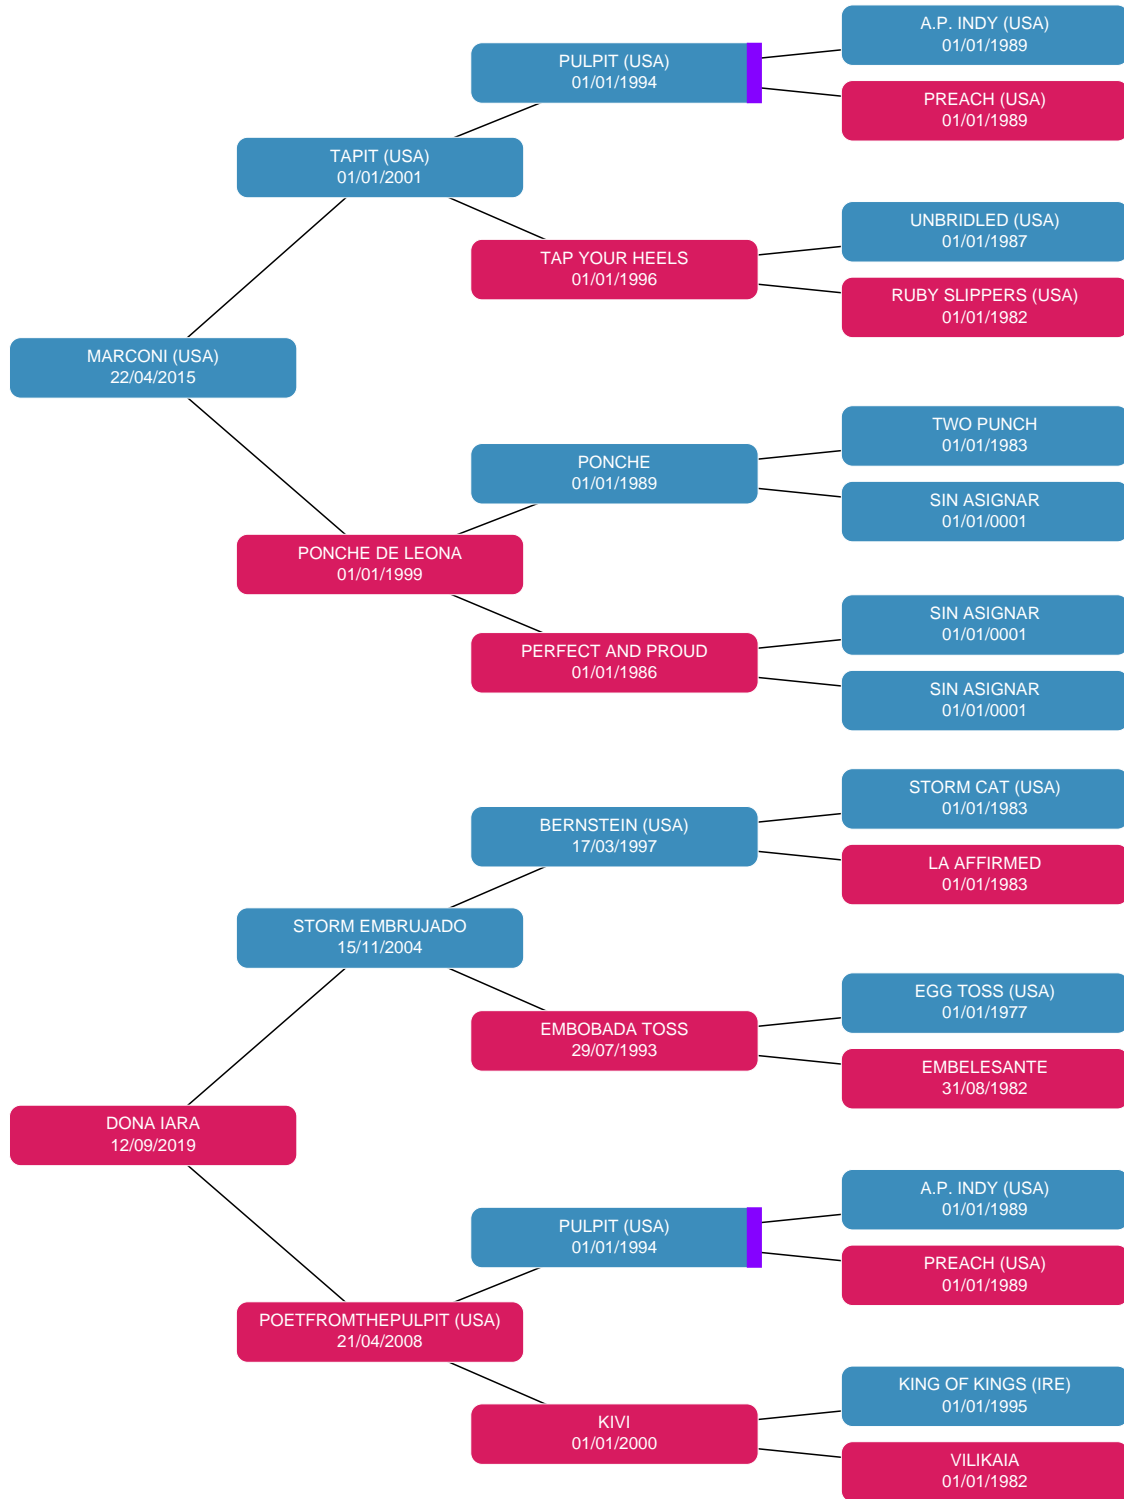 A.P. INDY (USA)
01/01/1989
PULPIT (USA)
01/01/1994
PREACH (USA)
01/01/1989
TAPIT (USA)
01/01/2001
UNBRIDLED (USA)
01/01/1987
TAP YOUR HEELS
01/01/1996
RUBY SLIPPERS (USA)
01/01/1982
MARCONI (USA)
22/04/2015
TWO PUNCH
01/01/1983
PONCHE
01/01/1989
SIN ASIGNAR
01/01/0001
PONCHE DE LEONA
01/01/1999
SIN ASIGNAR
01/01/0001
PERFECT AND PROUD
01/01/1986
SIN ASIGNAR
01/01/0001
STORM CAT (USA)
01/01/1983
BERNSTEIN (USA)
17/03/1997
LA AFFIRMED
01/01/1983
STORM EMBRUJADO
15/11/2004
EGG TOSS (USA)
01/01/1977
EMBOBADA TOSS
29/07/1993
EMBELESANTE
31/08/1982
DONA IARA
12/09/2019
A.P. INDY (USA)
01/01/1989
PULPIT (USA)
01/01/1994
PREACH (USA)
01/01/1989
POETFROMTHEPULPIT (USA)
21/04/2008
KING OF KINGS (IRE)
01/01/1995
KIVI
01/01/2000
VILIKAIA
01/01/1982